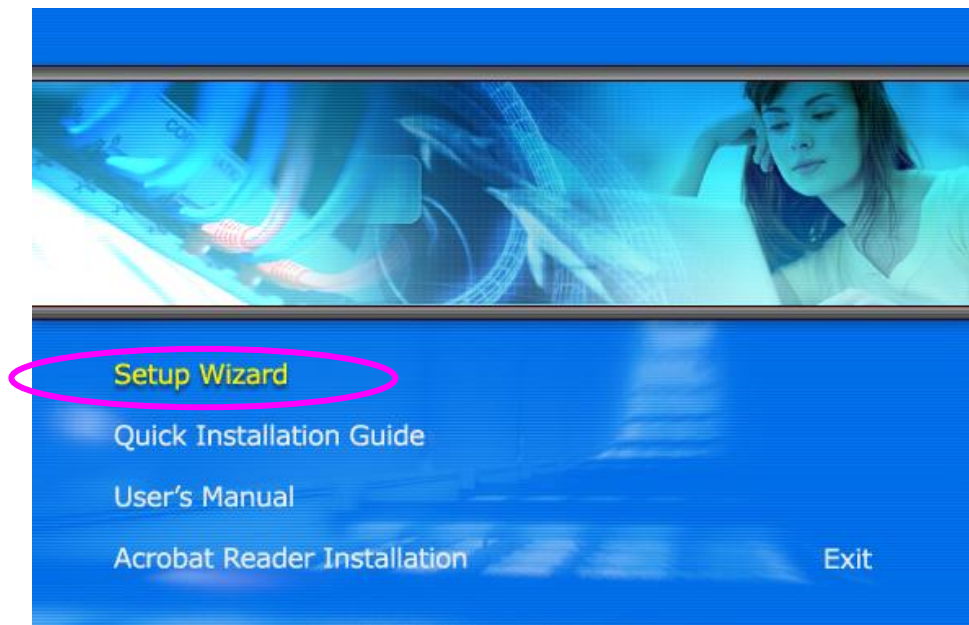 Setup Wizard
Quick Installation Guide
User's Manual
Acrobat Reader Installation
Exit